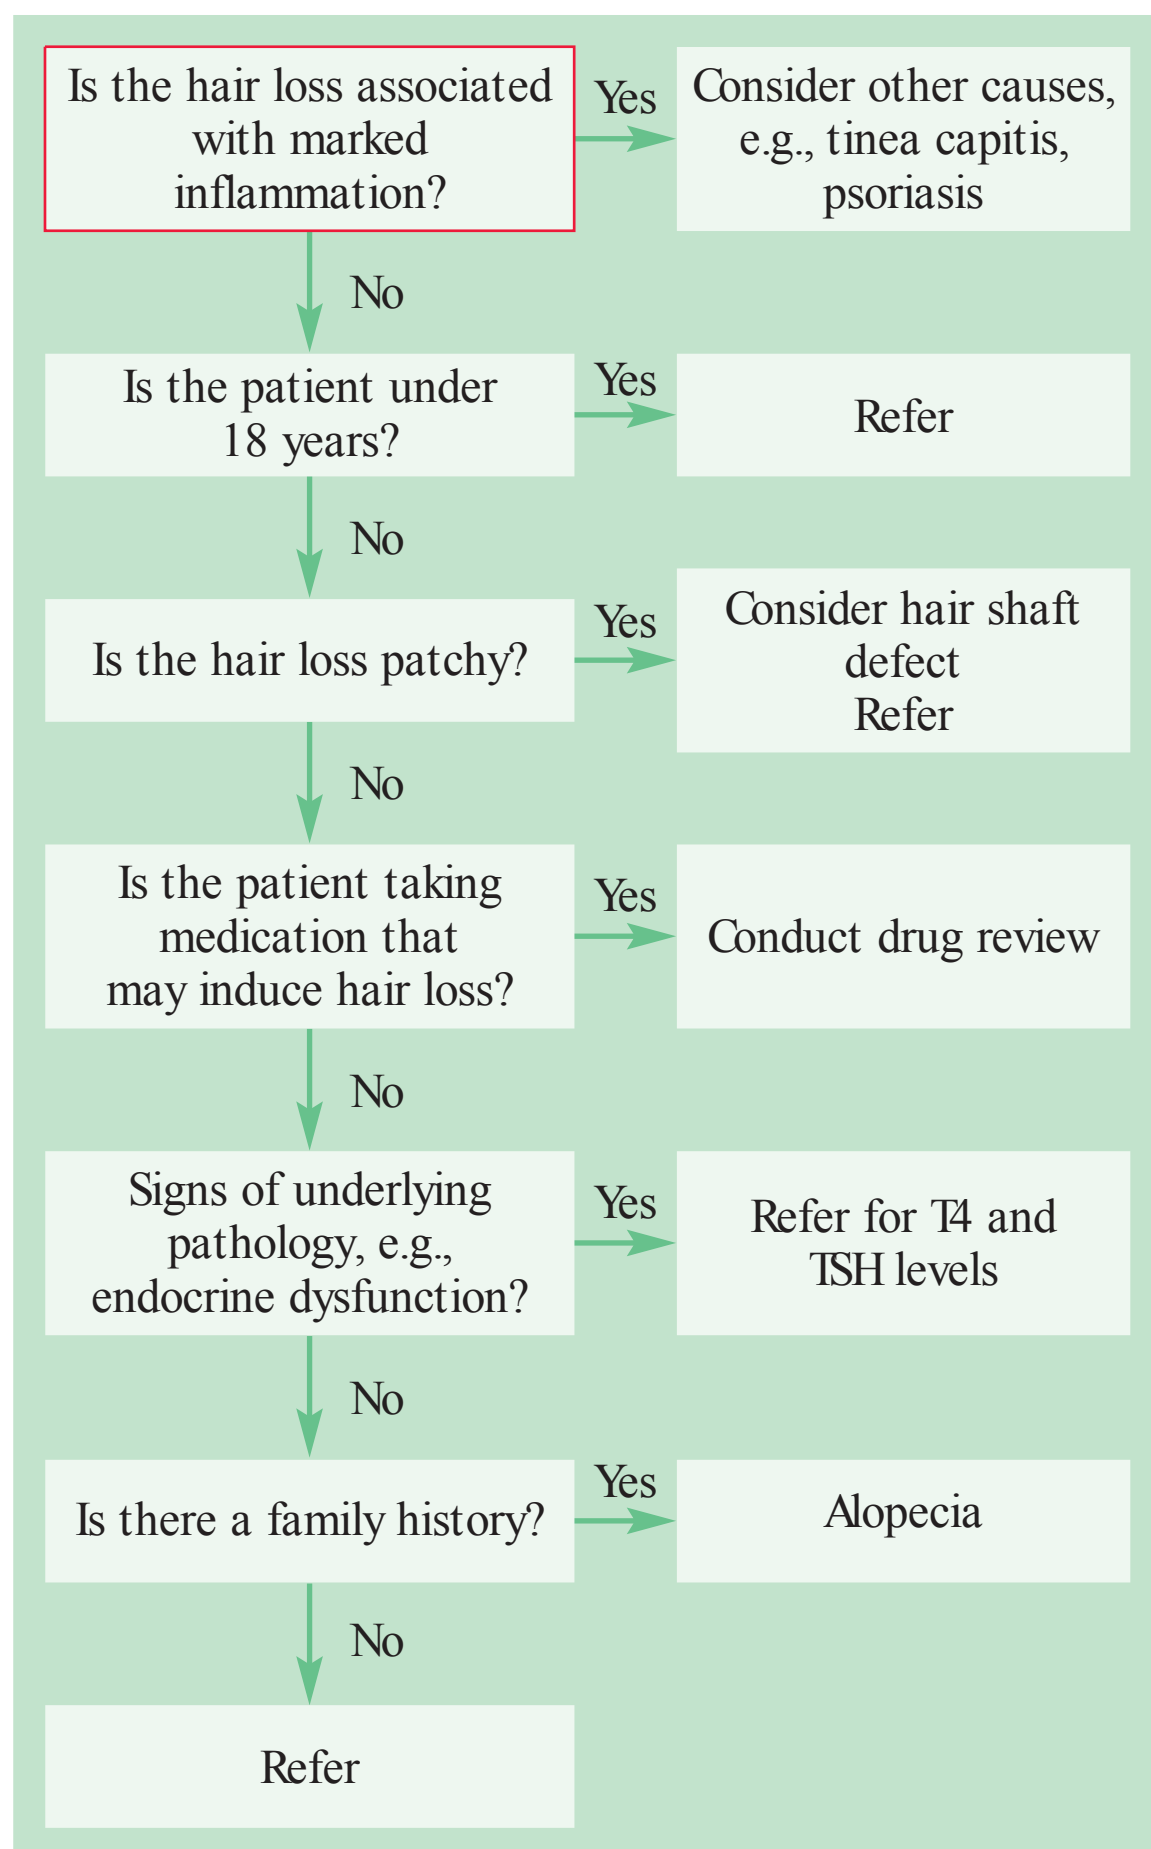 Is the hair loss associated
with marked
inflammation?
Yes
Consider other causes,
e.g., tinea capitis,
psoriasis
No
Is the patient under
18 years?
Yes
Refer
No
Is the hair loss patchy?
Yes
Consider hair shaft
defect
Refer
No
Is the patient taking
medication that
may induce hair loss?
Yes
Conduct drug review
No
Signs of underlying
pathology, e.g.,
endocrine dysfunction?
Yes
Refer for T4 and
TSH levels
No
Is there a family history?
Yes
Alopecia
No
Refer